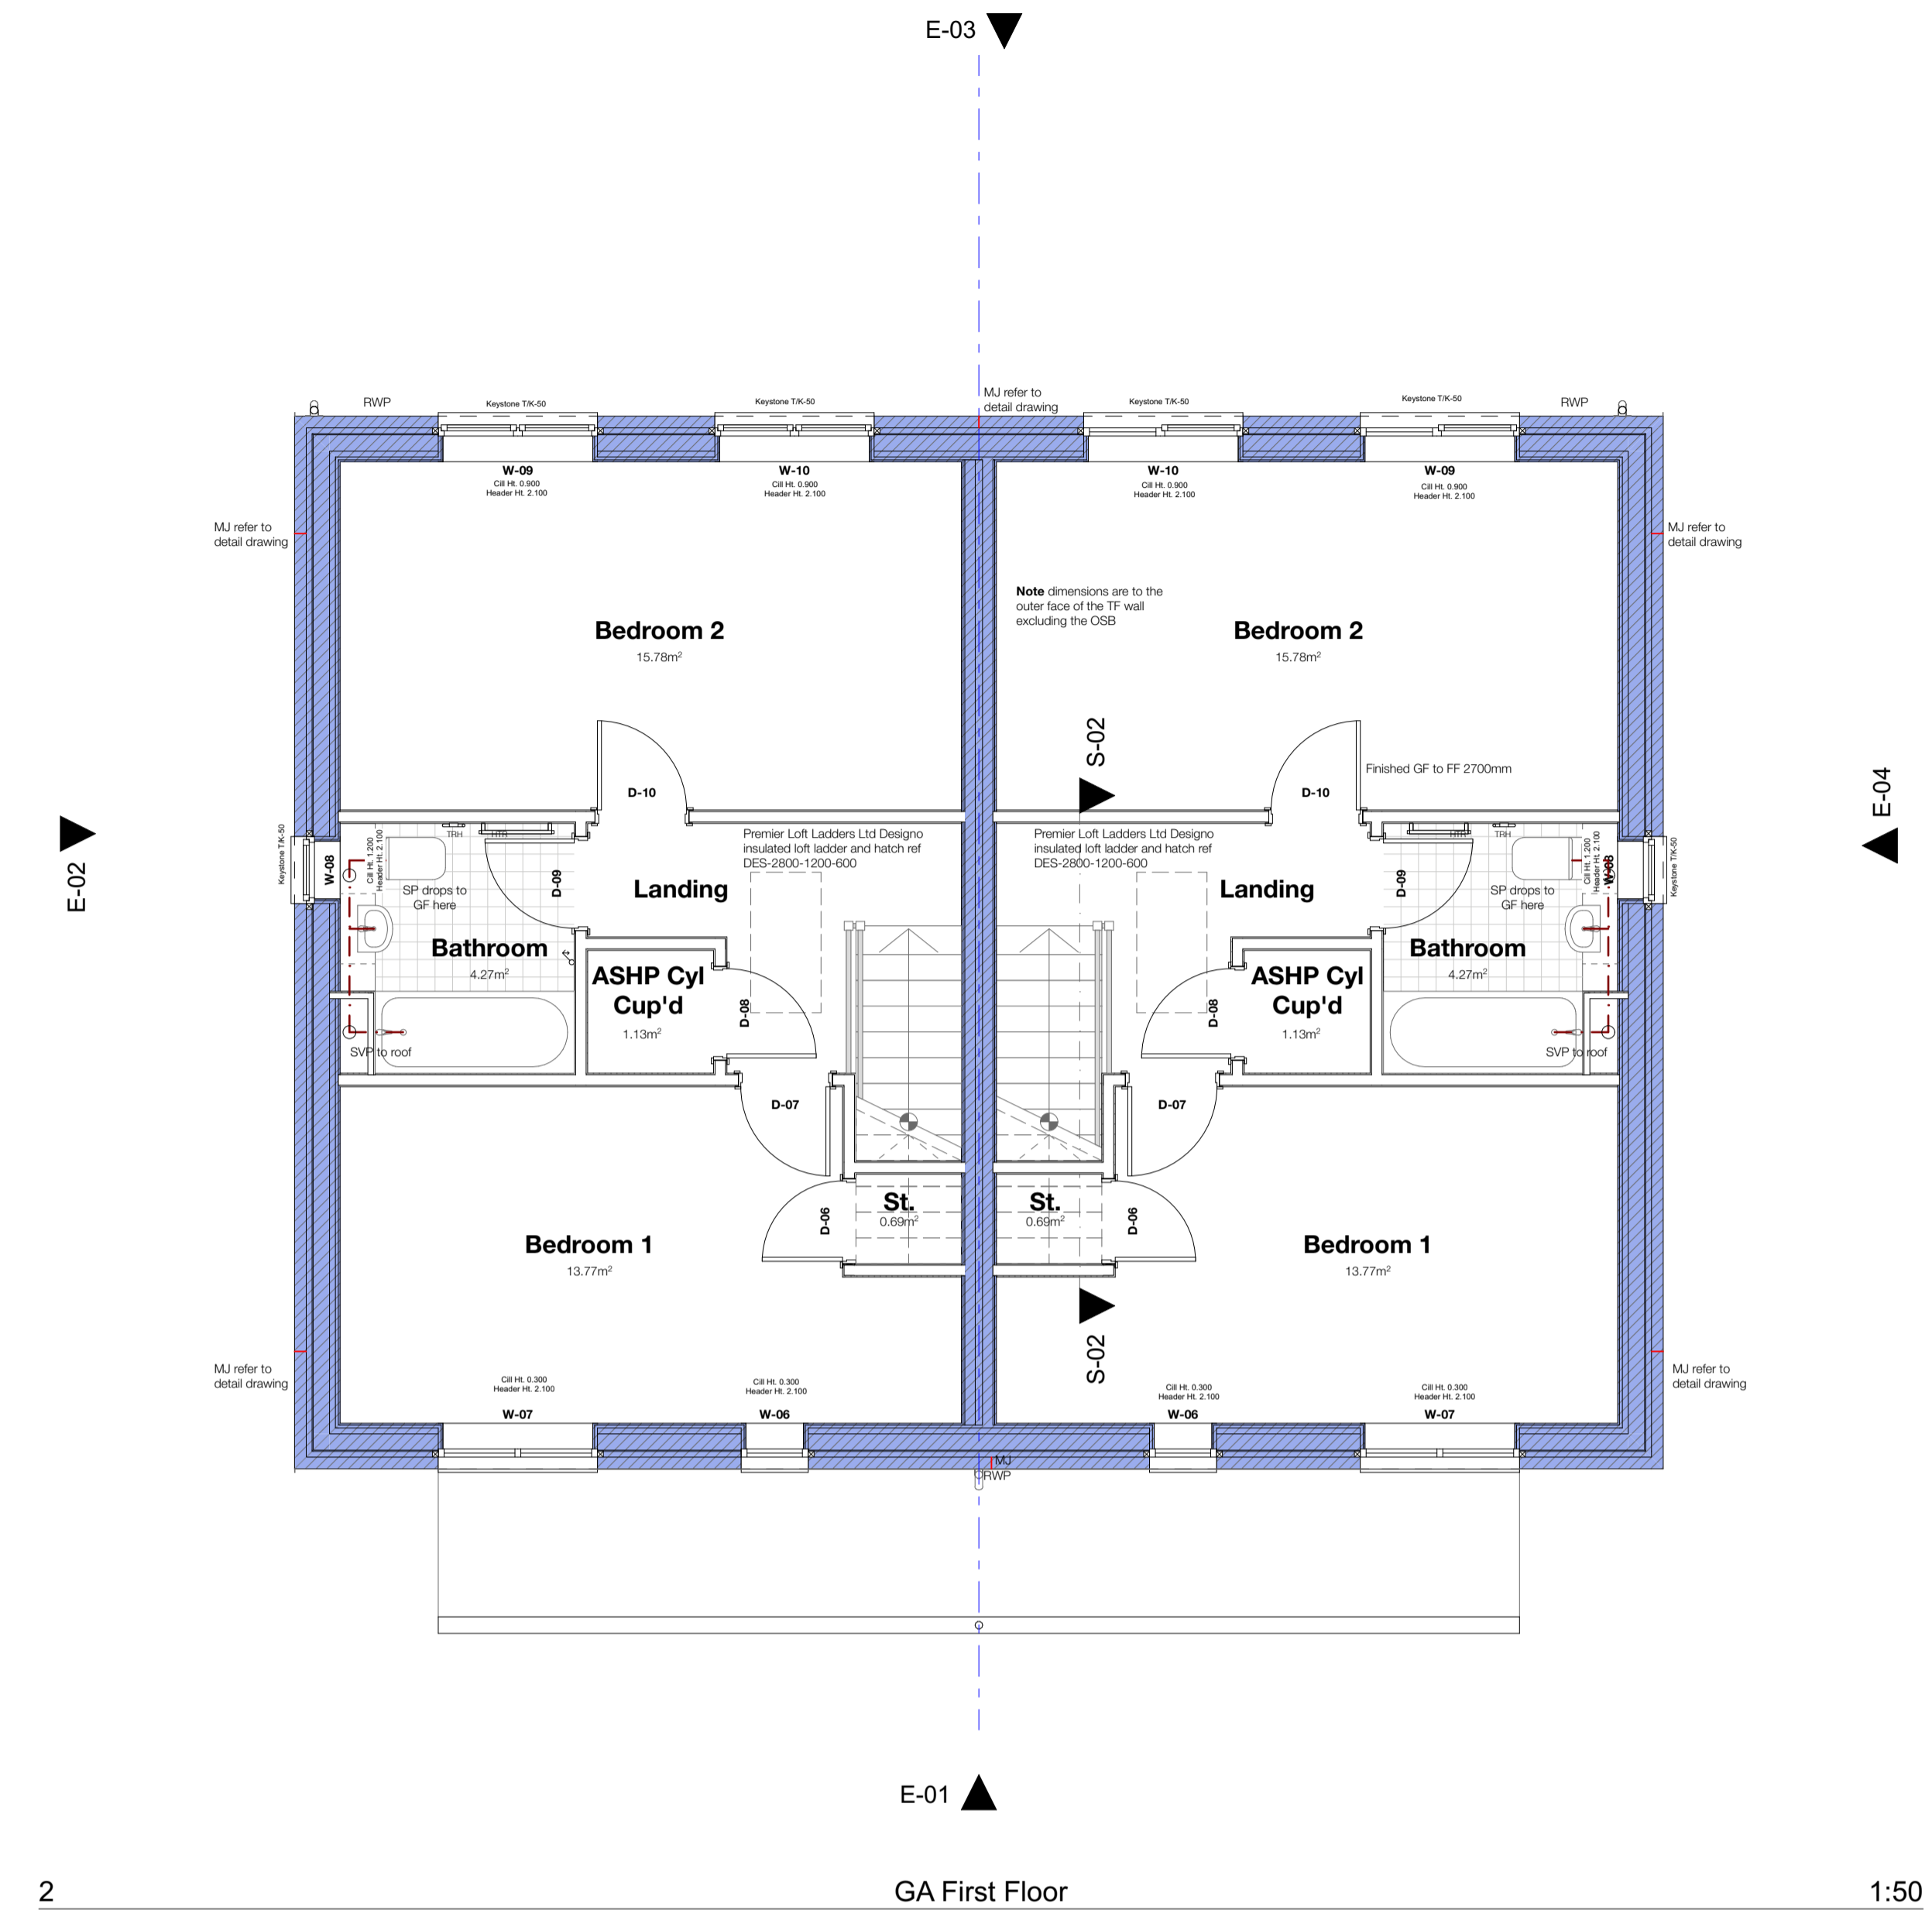 E-03
MJ refer to
detail drawing
RWP
Keystone T/K-50
Keystone T/K-50
Keystone T/K-50
Keystone T/K-50
RWP
W-09
Cill Ht. 0.900
Header Ht. 2.100
W-10
Cill Ht. 0.900
Header Ht. 2.100
W-10
Cill Ht. 0.900
Header Ht. 2.100
W-09
Cill Ht. 0.900
Header Ht. 2.100
MJ refer to
detail drawing
MJ refer to
detail drawing
Note dimensions are to the
outer face of the TF wall
excluding the OSB
Bedroom 2
15.78m²
Bedroom 2
15.78m²
S-02
Finished GF to FF 2700mm
D-10
D-10
E-02
E-04
Keystone T/K-50
W-08
Cill Ht. 1.200
Header Ht. 2.100
TRH
HTR
SP drops to
GF here
D-09
Landing
Premier Loft Ladders Ltd Designo
insulated loft ladder and hatch ref
DES-2800-1200-600
Premier Loft Ladders Ltd Designo
insulated loft ladder and hatch ref
DES-2800-1200-600
Landing
D-09
HTR
TRH
SP drops to
GF here
Cill Ht. 1.200
Header Ht. 2.100
W-08
Keystone T/K-50
Bathroom
4.27m²
Bathroom
4.27m²
ASHP Cyl
Cup'd
1.13m²
D-08
D-08
ASHP Cyl
Cup'd
1.13m²
SVP to roof
SVP to roof
D-07
D-07
St.
0.69m²
St.
0.69m²
D-06
D-06
Bedroom 1
13.77m²
Bedroom 1
13.77m²
S-02
MJ refer to
detail drawing
MJ refer to
detail drawing
Cill Ht. 0.300
Header Ht. 2.100
W-07
Cill Ht. 0.300
Header Ht. 2.100
W-06
Cill Ht. 0.300
Header Ht. 2.100
W-06
Cill Ht. 0.300
Header Ht. 2.100
W-07
MJ
RWP
E-01
2
GA First Floor
1:50